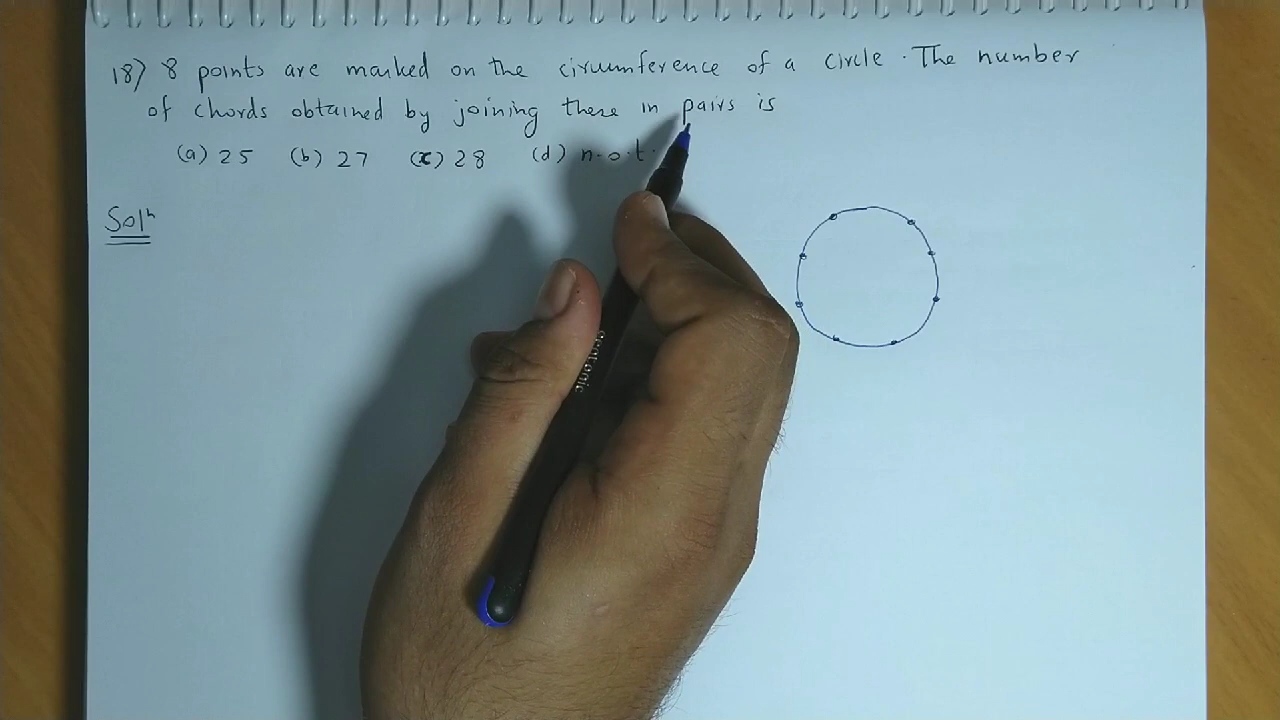 18) 8 points are marked on the circumference of a circle. The number
of chords obtained by joining these in pairs is
(a) 25 (b) 27 (c) 28 (d) n.o.t.
Solⁿ